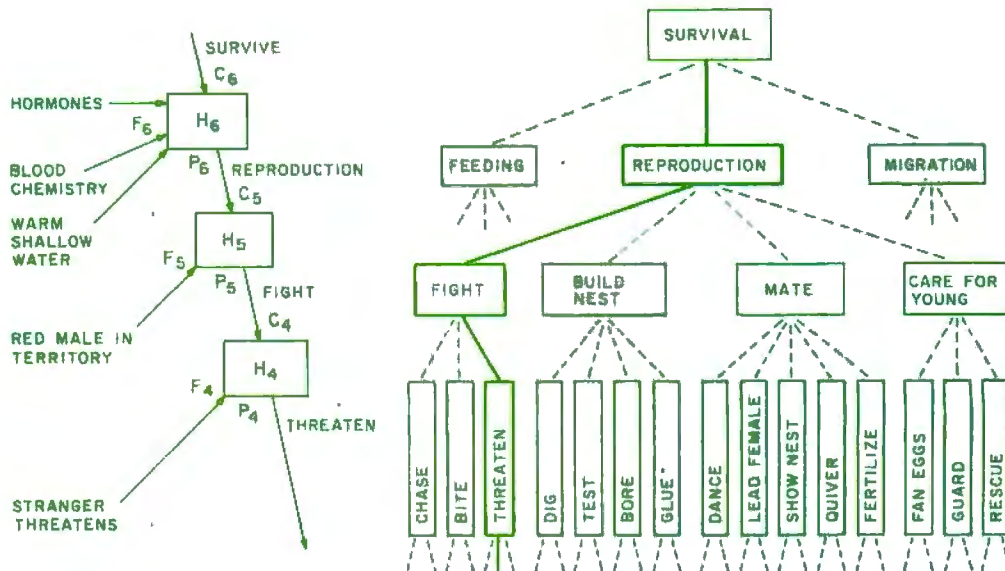 SURVIVE
C6
HORMONES
F6
H6
BLOOD
CHEMISTRY
P6
REPRODUCTION
C5
WARM
SHALLOW
WATER
H5
F5
P5
FIGHT
C4
RED MALE IN
TERRITORY
H4
F4
P4
THREATEN
STRANGER
THREATENS
SURVIVAL
FEEDING
REPRODUCTION
MIGRATION
FIGHT
BUILD
NEST
MATE
CARE FOR
YOUNG
CHASE
BITE
THREATEN
DIG
TEST
BORE
GLUE
DANCE
LEAD FEMALE
SHOW NEST
QUIVER
FERTILIZE
FAN EGGS
GUARD
RESCUE